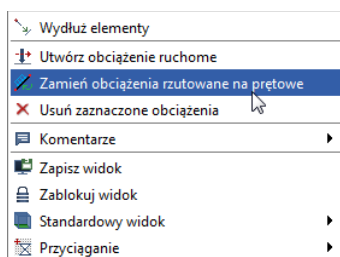 Wydłuż elementy
Utwórz obciążenie ruchome
Zamień obciążenia rzutowane na prętowe
Usuń zaznaczone obciążenia
Komentarze
Zapisz widok
Zablokuj widok
Standardowy widok
Przyciąganie